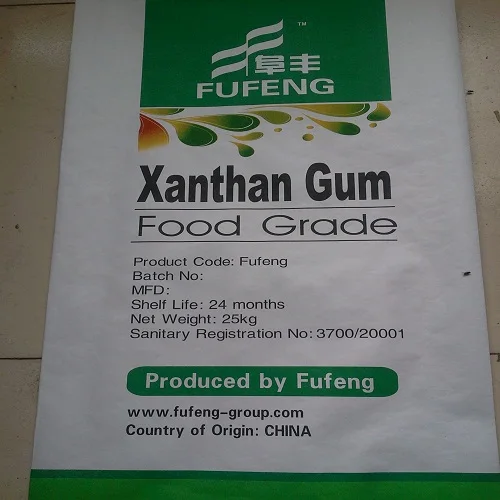 TM
阜丰
FUFENG
Xanthan Gum
Food Grade
Product Code: Fufeng
Batch No:
MFD:
Shelf Life: 24 months
Net Weight: 25kg
Sanitary Registration No: 3700/20001
Produced by Fufeng
www.fufeng-group.com
Country of Origin: CHINA